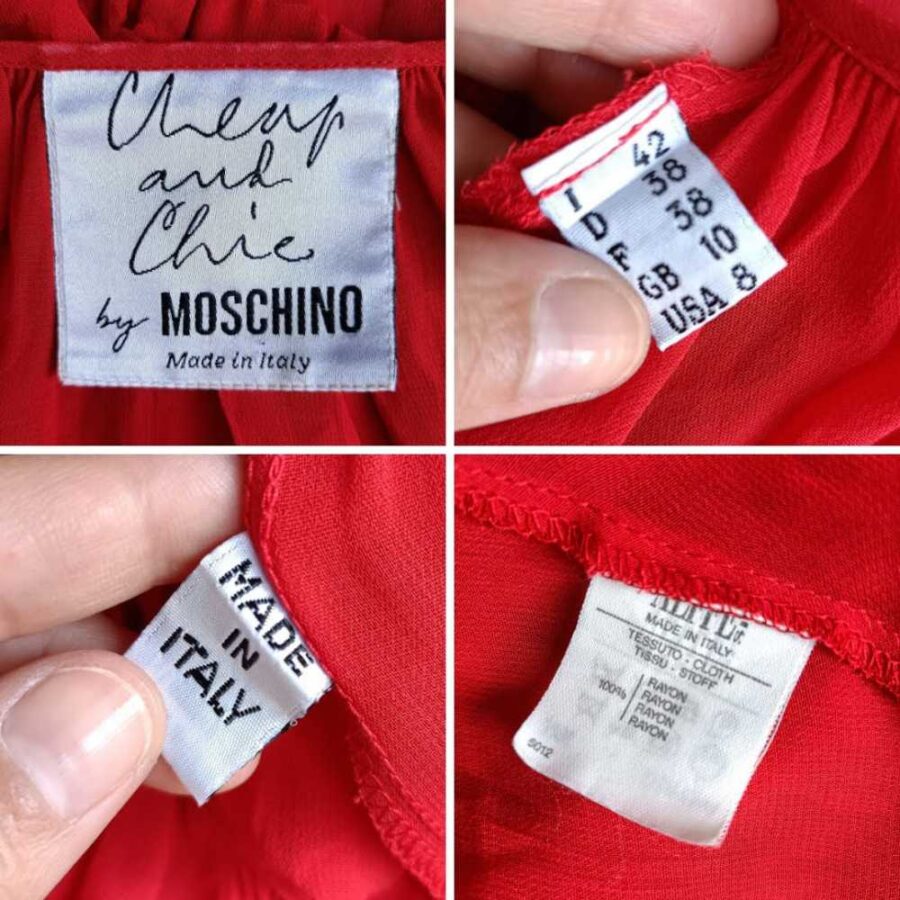 Cheap
and
Chic
by MOSCHINO
Made in Italy
I 42
D 38
F 38
GB 10
USA 8
MADE
IN
ITALY
MADE IN ITALY
TESSUTO - CLOTH
TISSU - STOFF
100% RAYON
RAYON
RAYON
RAYON
5012